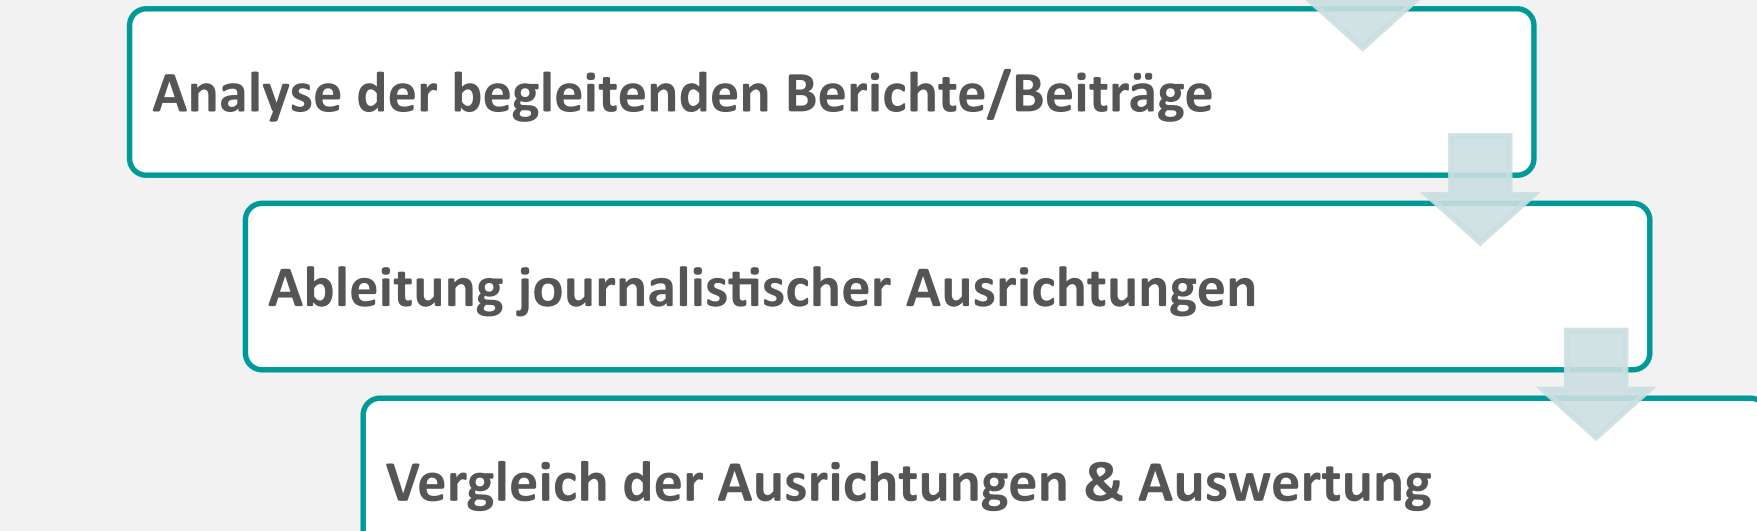 Analyse der begleitenden Berichte/Beiträge
Ableitung journalistischer Ausrichtungen
Vergleich der Ausrichtungen & Auswertung